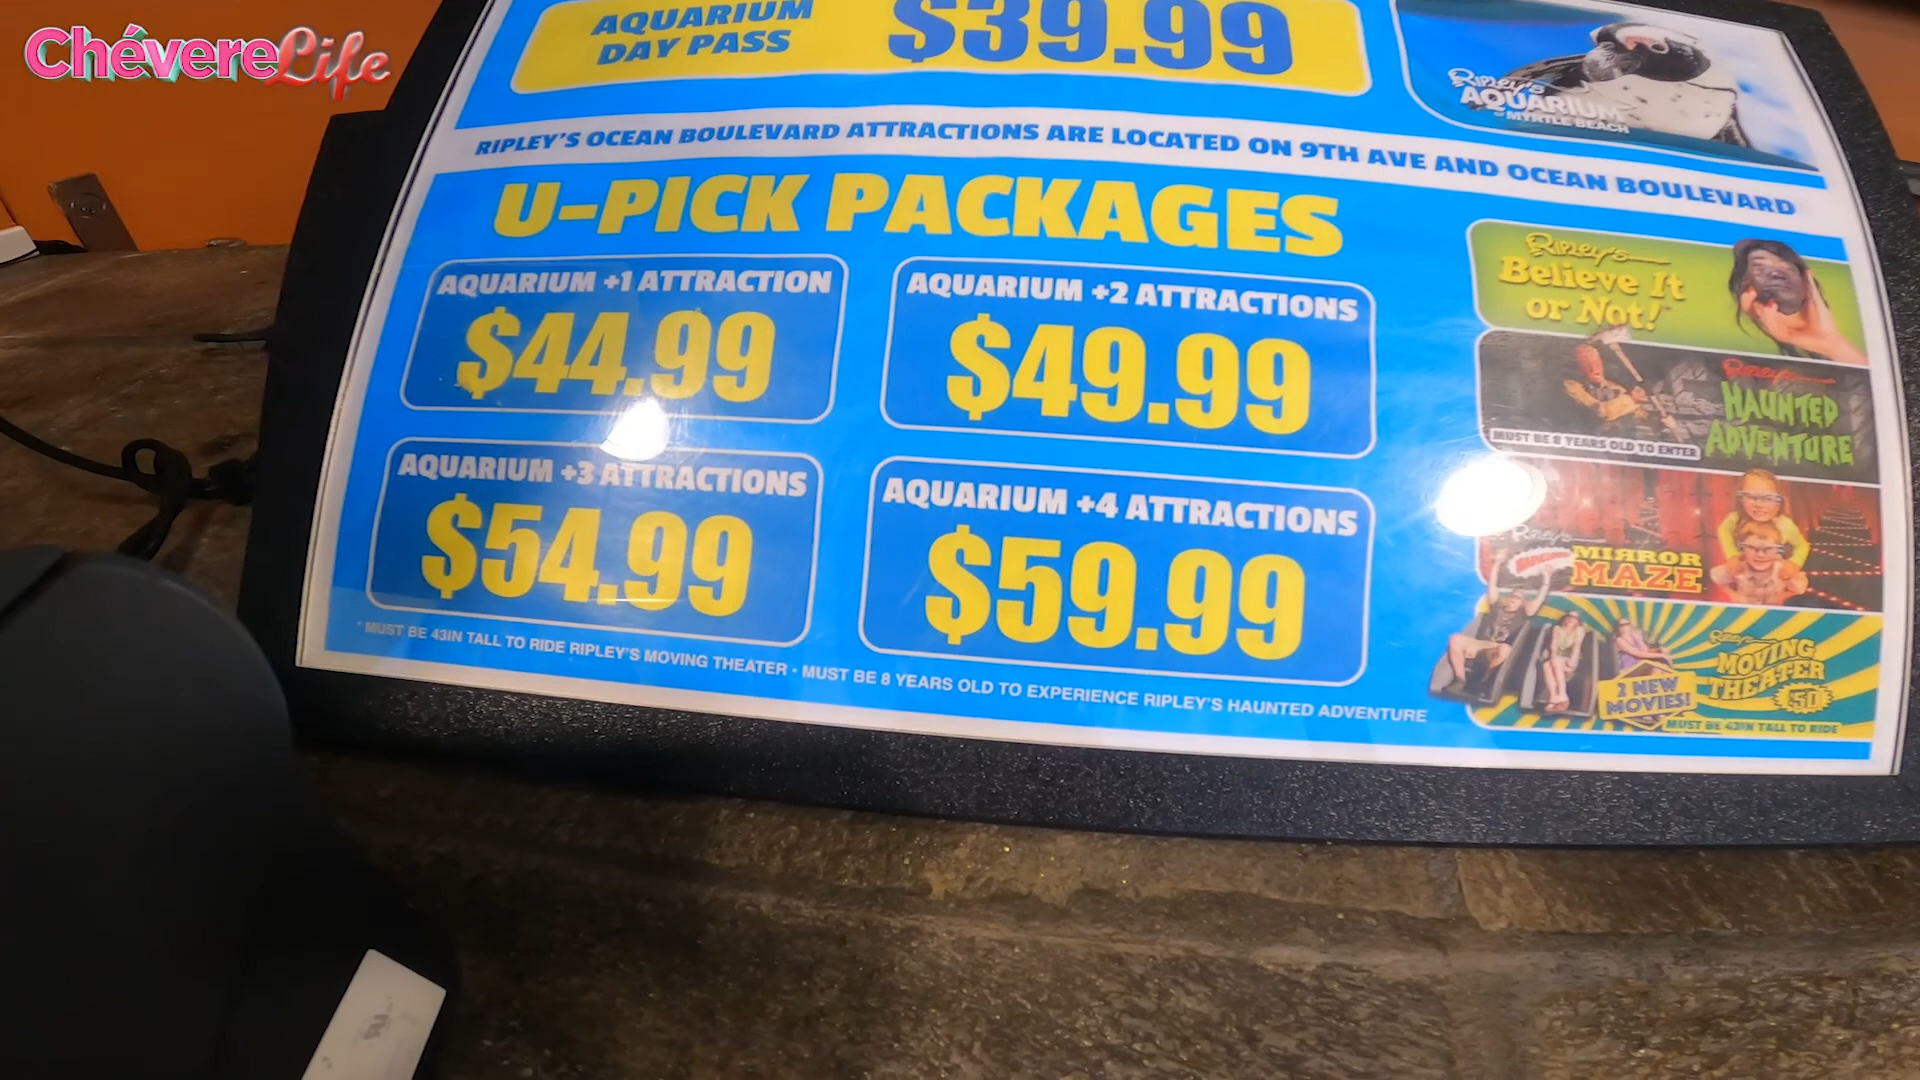 ChévereLife
AQUARIUM
DAY PASS
$39.99
Ripley's
AQUARIUM
OF MYRTLE BEACH
RIPLEY'S OCEAN BOULEVARD ATTRACTIONS ARE LOCATED ON 9TH AVE AND OCEAN BOULEVARD
U-PICK PACKAGES
AQUARIUM +1 ATTRACTION
$44.99
AQUARIUM +2 ATTRACTIONS
$49.99
AQUARIUM +3 ATTRACTIONS
$54.99
AQUARIUM +4 ATTRACTIONS
$59.99
* MUST BE 43IN TALL TO RIDE RIPLEY'S MOVING THEATER • MUST BE 8 YEARS OLD TO EXPERIENCE RIPLEY'S HAUNTED ADVENTURE
Ripley's
Believe It
or Not!
Ripley's
HAUNTED
ADVENTURE
MUST BE 8 YEARS OLD TO ENTER
Ripley's
MIRROR
MAZE
Ripley's
MOVING
THEATER
5D
2 NEW
MOVIES!
MUST BE 43IN TALL TO RIDE